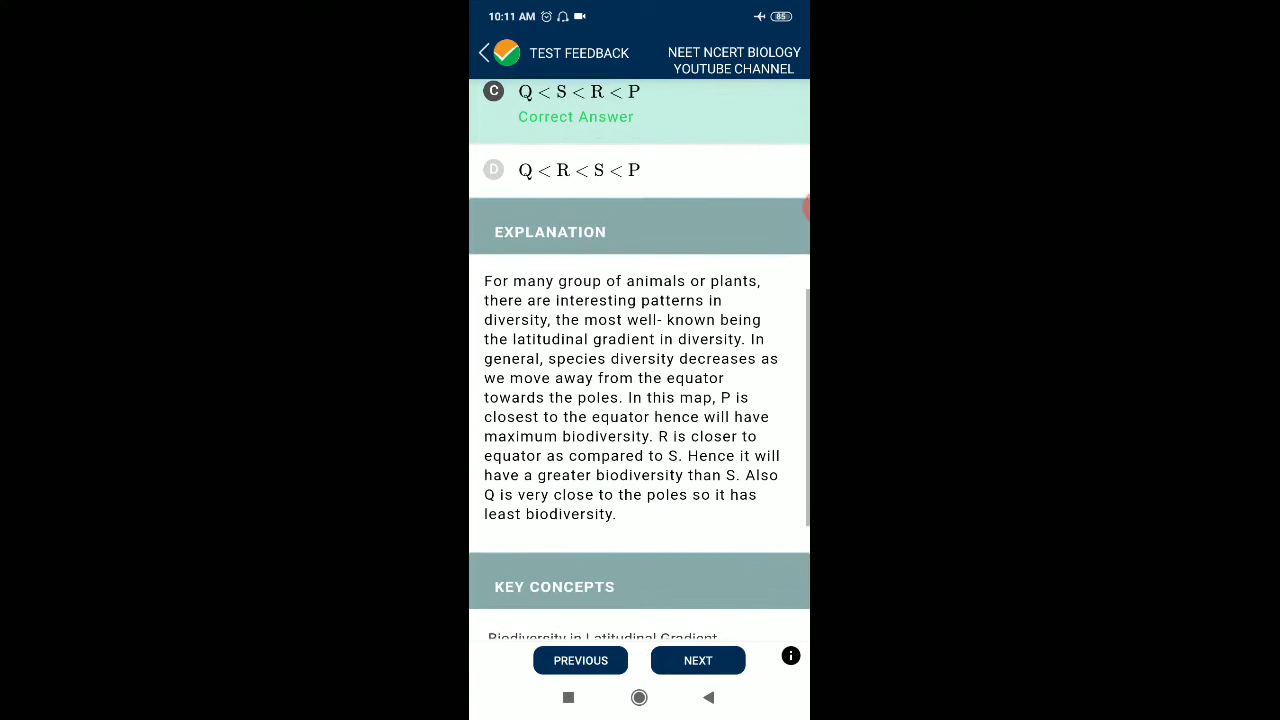 10:11 AM
85
TEST FEEDBACK
NEET NCERT BIOLOGY
YOUTUBE CHANNEL
C Q < S < R < P
Correct Answer
D Q < R < S < P
EXPLANATION
For many group of animals or plants,
there are interesting patterns in
diversity, the most well- known being
the latitudinal gradient in diversity. In
general, species diversity decreases as
we move away from the equator
towards the poles. In this map, P is
closest to the equator hence will have
maximum biodiversity. R is closer to
equator as compared to S. Hence it will
have a greater biodiversity than S. Also
Q is very close to the poles so it has
least biodiversity.
KEY CONCEPTS
Biodiversity in Latitudinal Gradient
PREVIOUS
NEXT